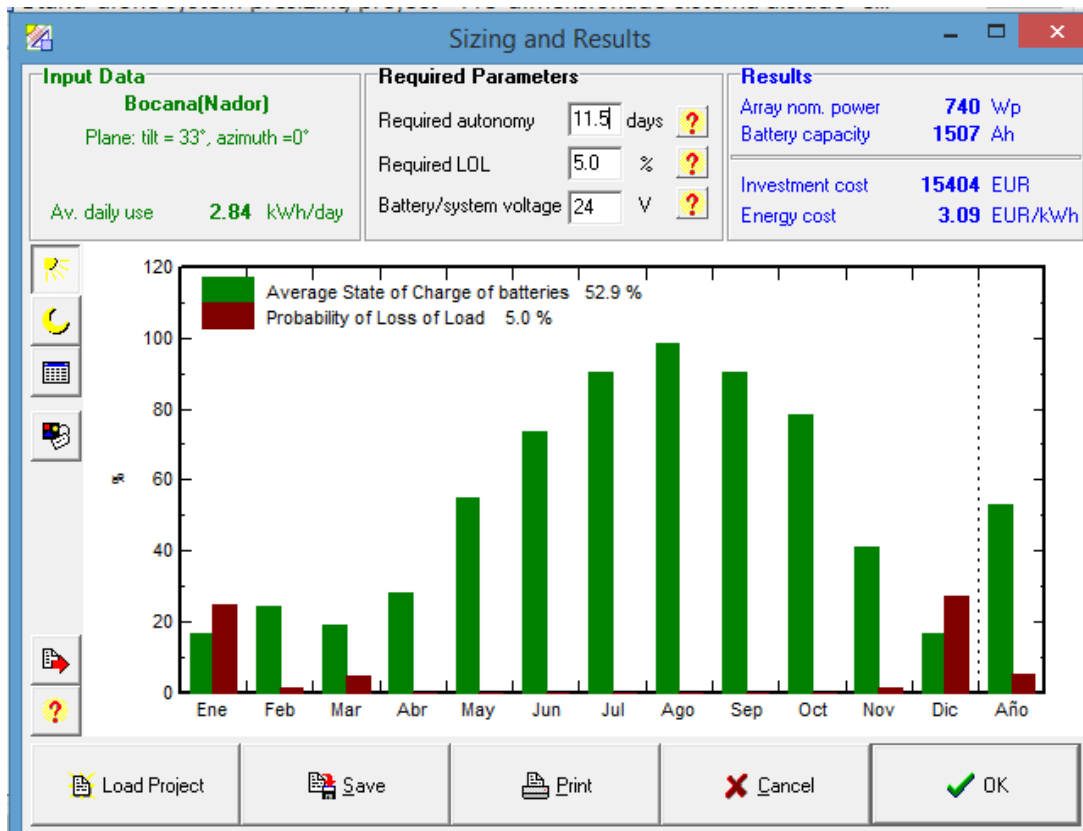 Sizing and Results
Input Data
Bocana(Nador)
Plane: tilt = 33°, azimuth =0°
Av. daily use 2.84 kWh/day
Required Parameters
Required autonomy 11.5 days ?
Required LOL 5.0 % ?
Battery/system voltage 24 V ?
Results
Array nom. power 740 Wp
Battery capacity 1507 Ah
Investment cost 15404 EUR
Energy cost 3.09 EUR/kWh
Average State of Charge of batteries 52.9 %
Probability of Loss of Load 5.0 %
120
100
80
60
40
20
0
%
Ene Feb Mar Abr May Jun Jul Ago Sep Oct Nov Dic Año
?
Load Project Save Print Cancel OK